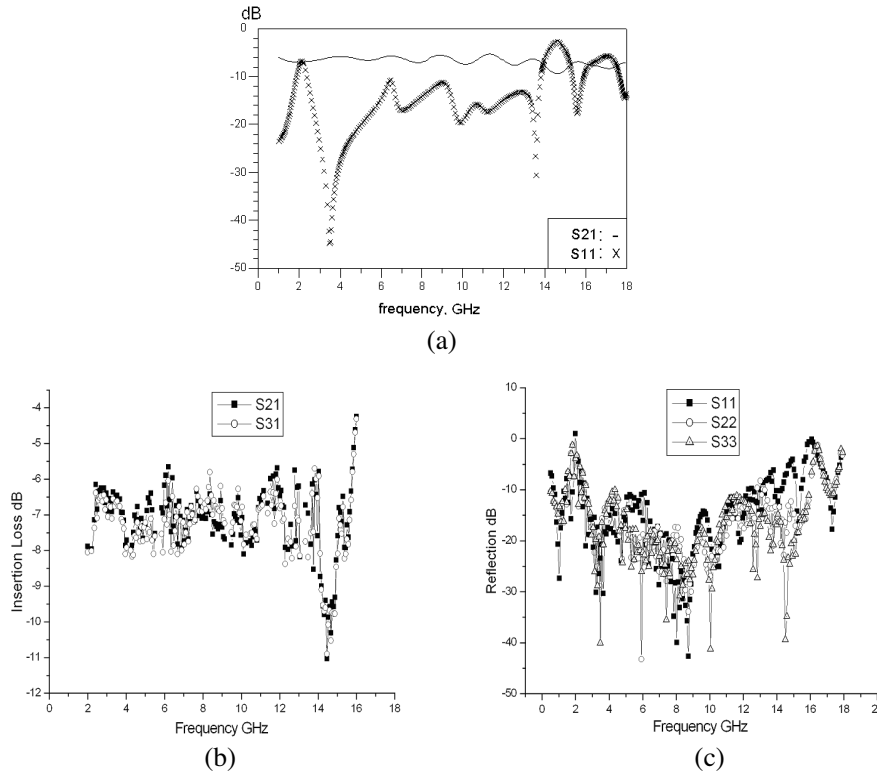 dB
0
-10
-20
-30
-40
-50
S21: -
S11: X
0 2 4 6 8 10 12 14 16 18
frequency, GHz
(a)
-4
-5
-6
-7
-8
-9
-10
-11
-12
Insertion Loss dB
S21
S31
0 2 4 6 8 10 12 14 16 18
Frequency GHz
(b)
10
0
-10
-20
-30
-40
-50
Reflection dB
S11
S22
S33
0 2 4 6 8 10 12 14 16 18 20
Frequency GHz
(c)